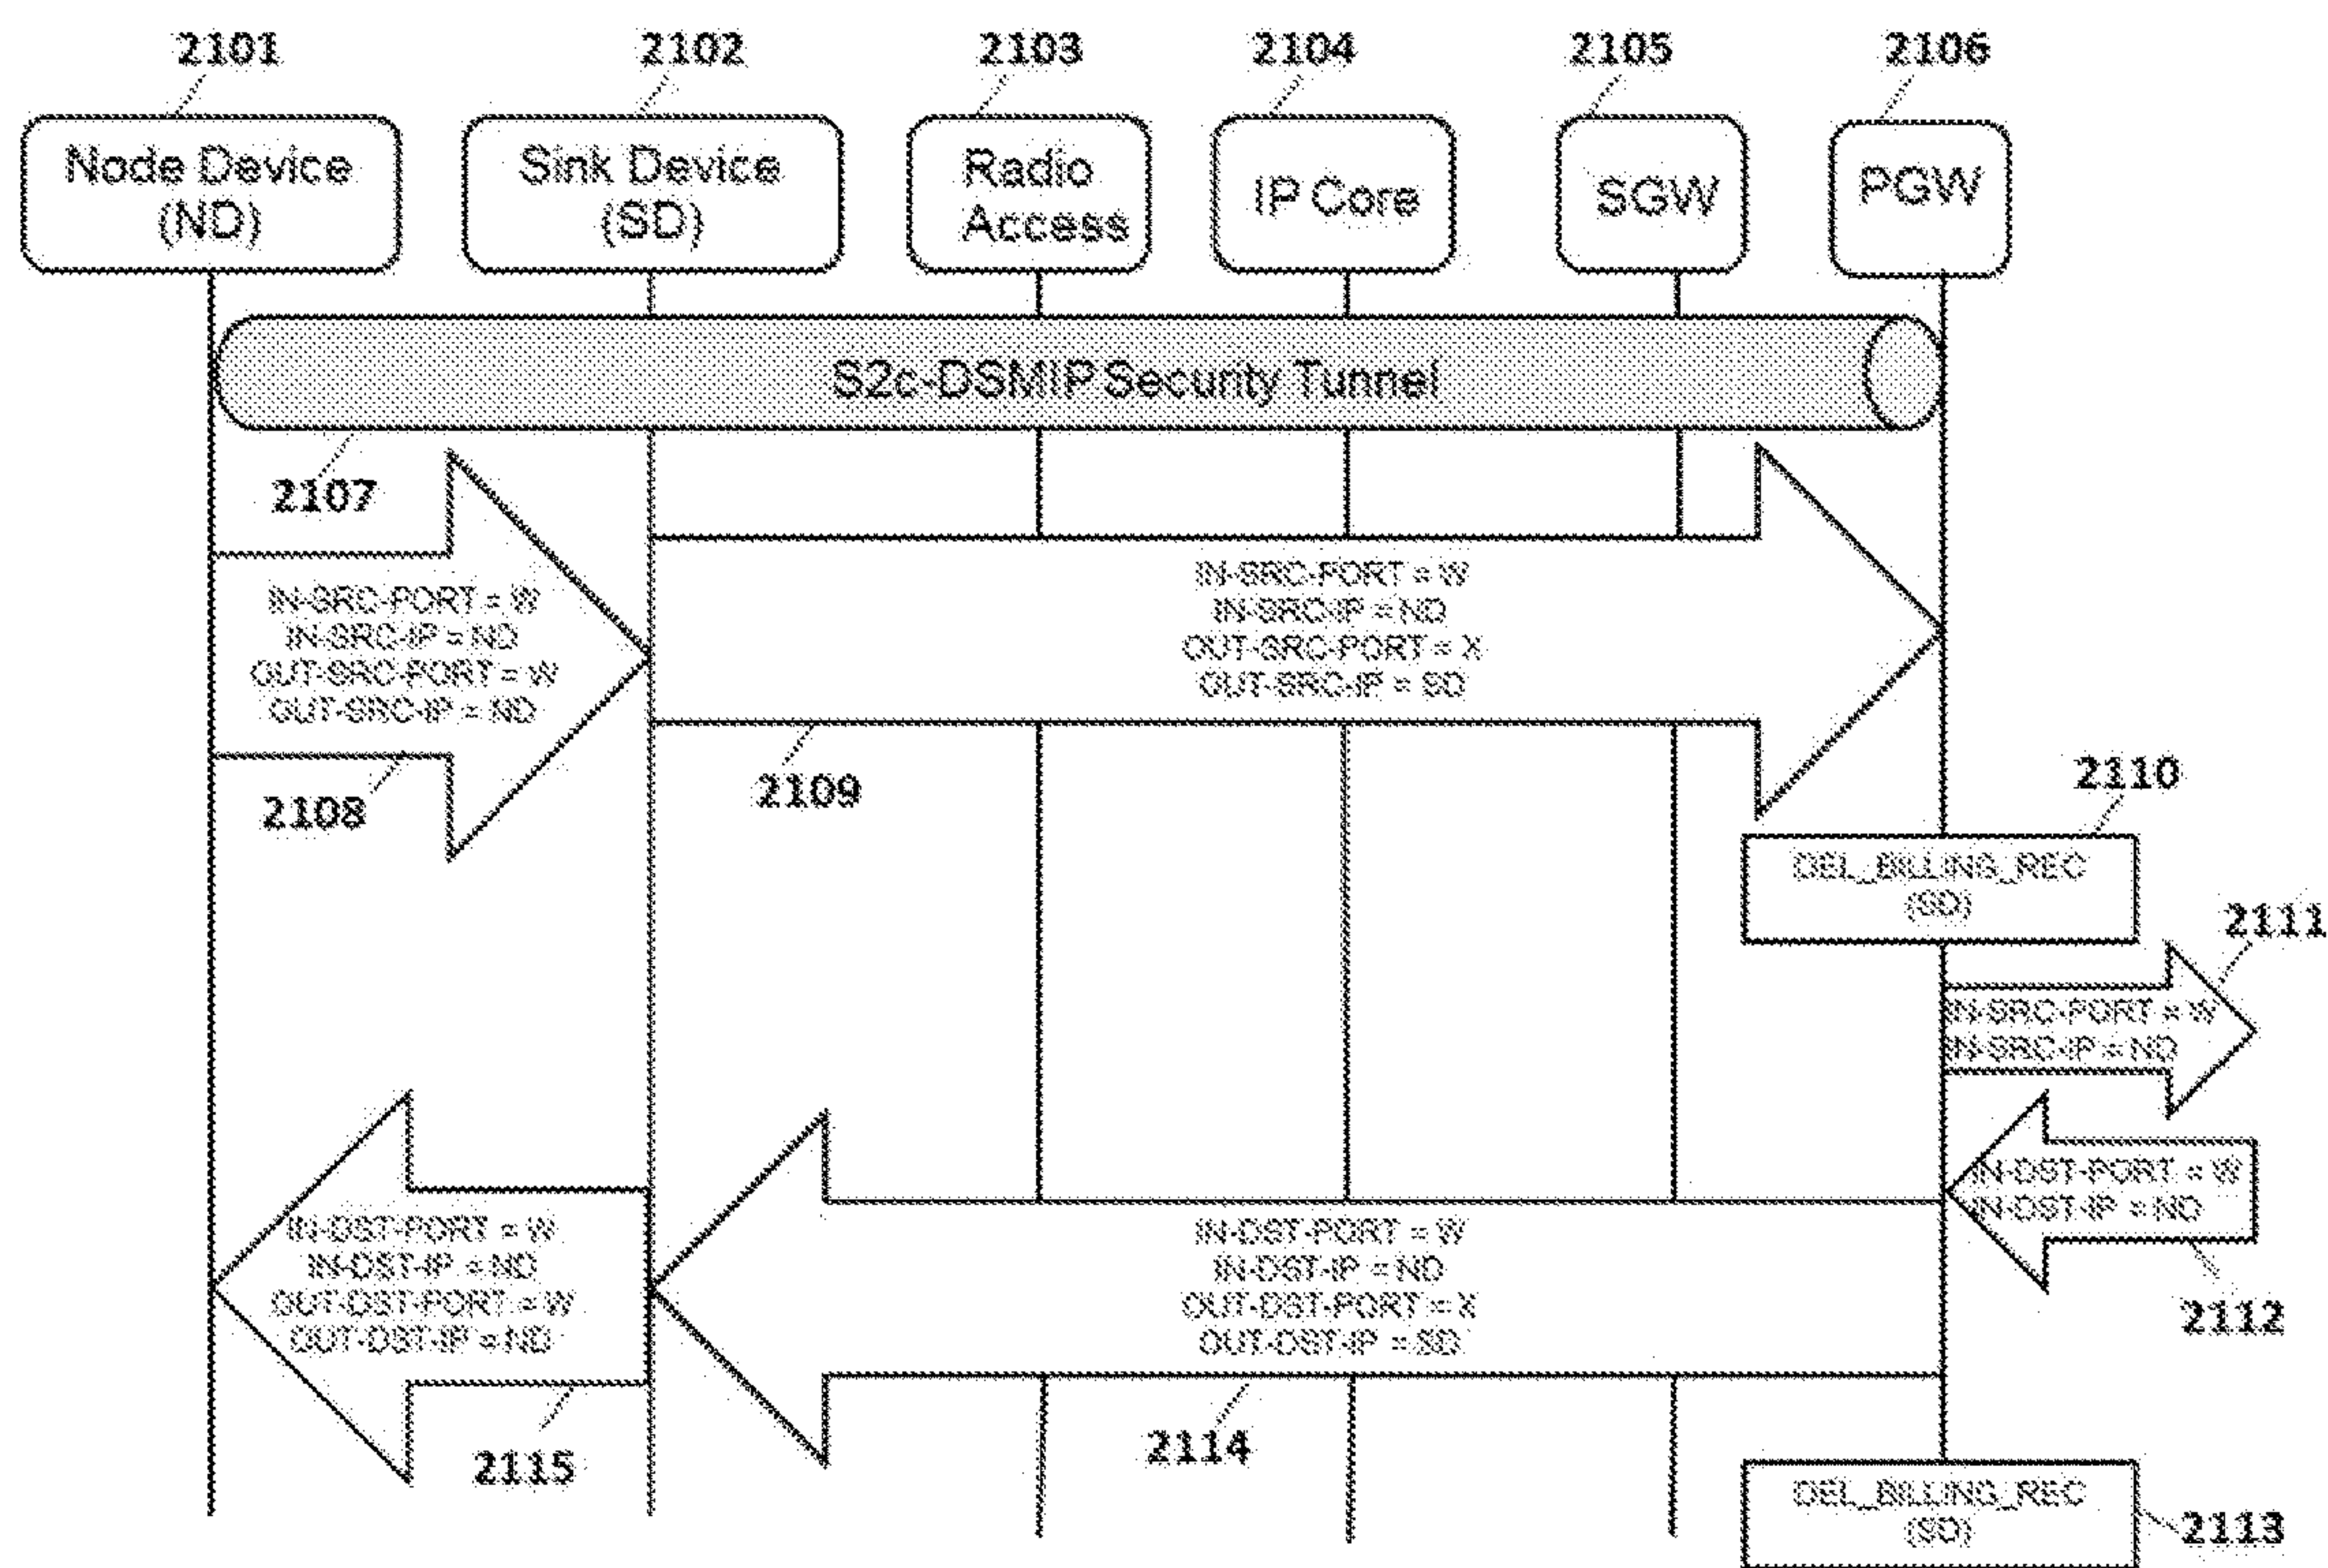 2101
2102
2103
2104
2105
2106
Node Device
(ND)
Sink Device
(SD)
Radio
Access
IP Core
SGW
PGW
S2c-DSMIP Security Tunnel
2107
IN-SRC-PORT = W
IN-SRC-IP = ND
OUT-SRC-PORT = W
OUT-SRC-IP = ND
2108
IN-SRC-PORT = W
IN-SRC-IP = ND
OUT-SRC-PORT = X
OUT-SRC-IP = SD
2109
2110
DEL_BILLING_REC
(SD)
2111
IN-SRC-PORT = W
IN-SRC-IP = ND
IN-DST-PORT = W
IN-DST-IP = ND
2112
IN-DST-PORT = W
IN-DST-IP = ND
OUT-DST-PORT = X
OUT-DST-IP = SD
2114
IN-DST-PORT = W
IN-DST-IP = ND
OUT-DST-PORT = W
OUT-DST-IP = ND
2115
DEL_BILLING_REC
(SD)
2113